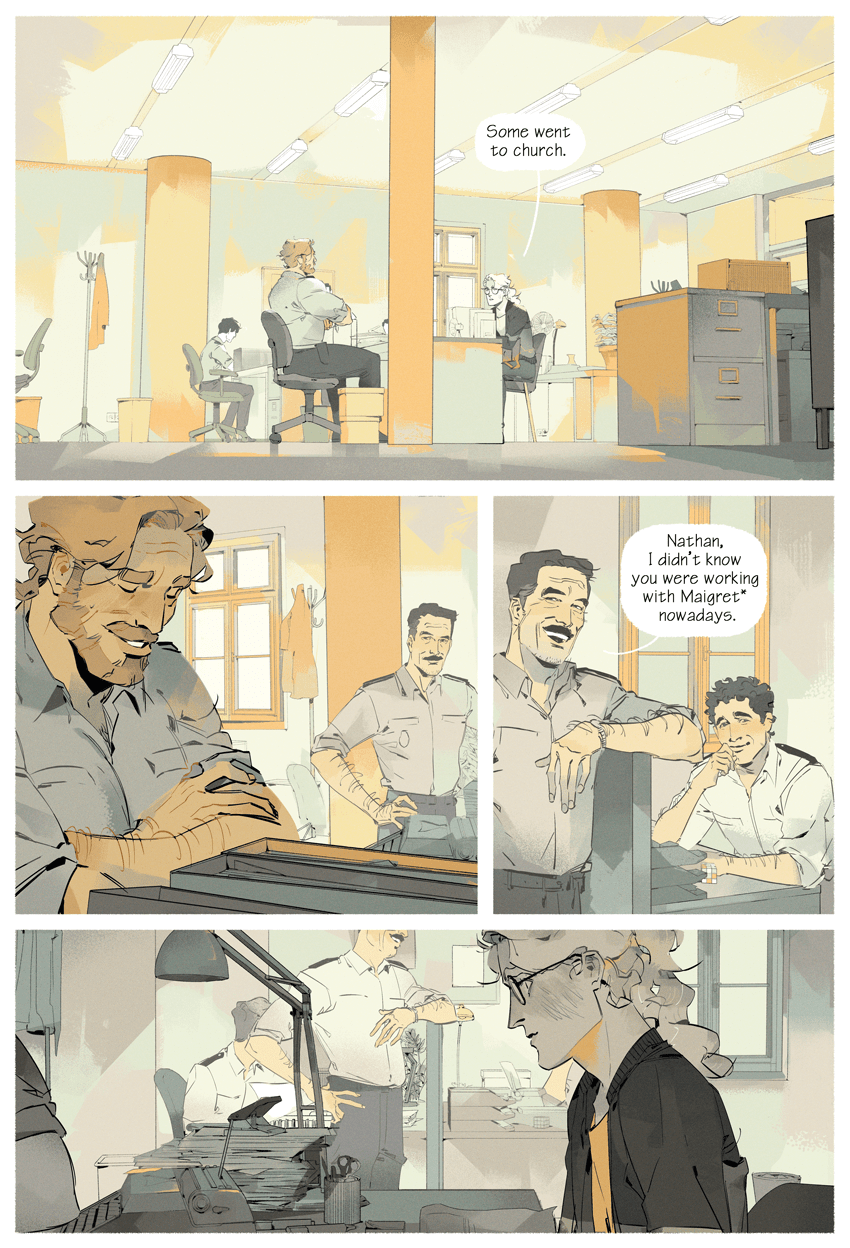 Some went
to church.
Nathan,
I didn't know
you were working
with Maigret*
nowadays.